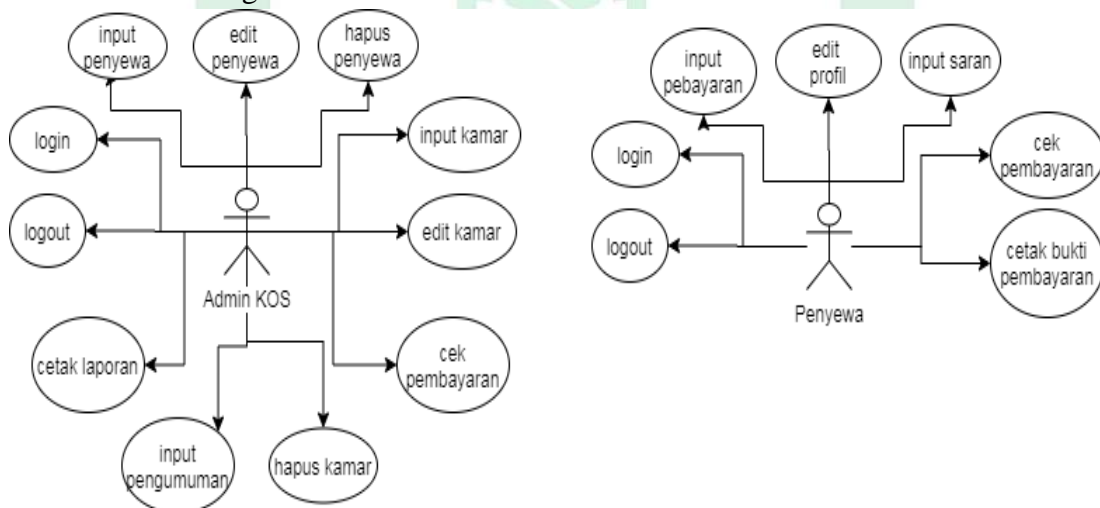 input
penyewa
edit
penyewa
hapus
penyewa
login
input kamar
logout
edit kamar
Admin KOS
cetak laporan
cek
pembayaran
input
pengumuman
hapus kamar
input
pebayaran
edit
profil
input saran
login
cek
pembayaran
logout
cetak bukti
pembayaran
Penyewa